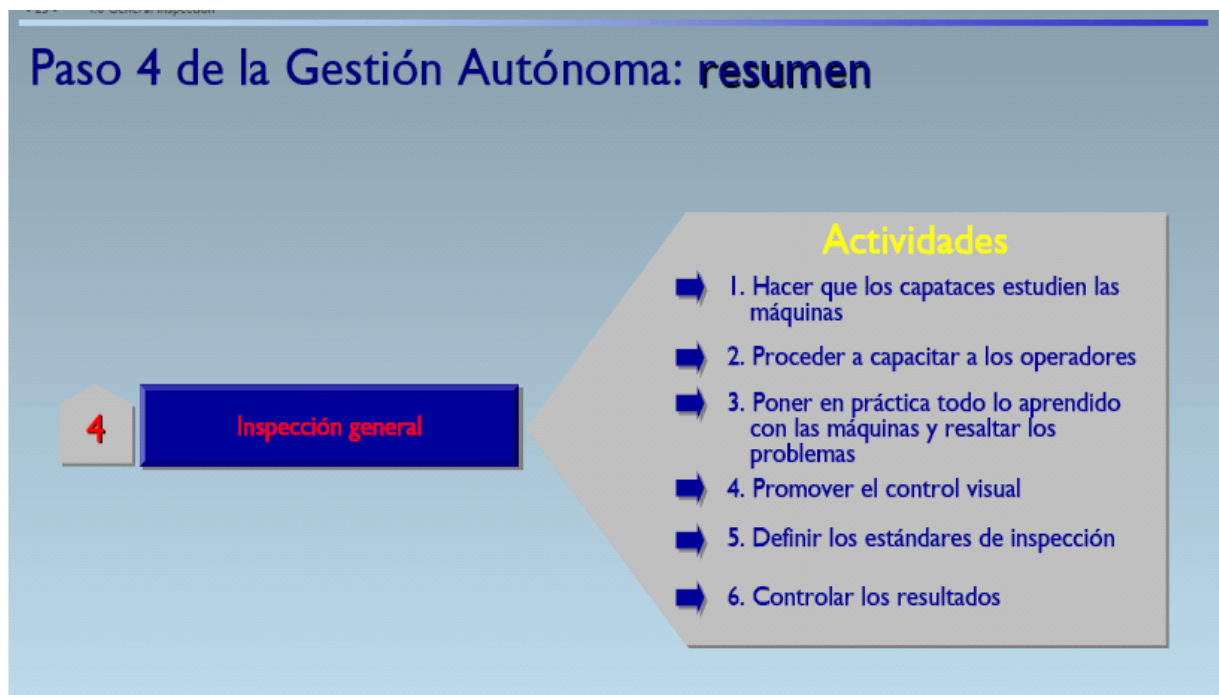 Paso 4 de la Gestión Autónoma: resumen
Actividades
1. Hacer que los capataces estudien las
máquinas
2. Proceder a capacitar a los operadores
3. Poner en práctica todo lo aprendido
con las máquinas y resaltar los
problemas
4. Promover el control visual
5. Definir los estándares de inspección
6. Controlar los resultados
4
Inspección general